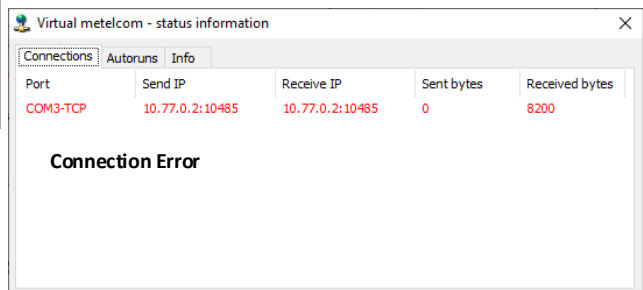 Virtual metelcom - status information
Connections Autoruns Info
Port Send IP Receive IP Sent bytes Received bytes
COM3-TCP 10.77.0.2:10485 10.77.0.2:10485 0 8200
Connection Error